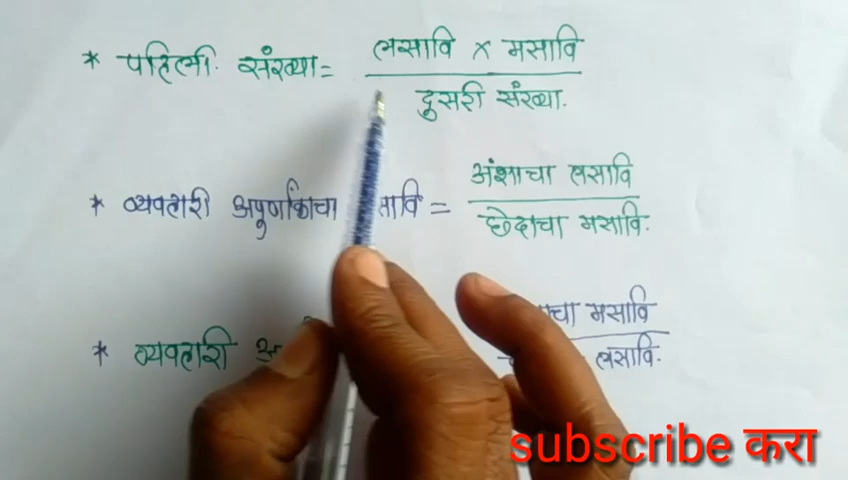 * पहिली संख्या = लसावि x मसावि
दुसरी संख्या.
* व्यवहारी अपूर्णांकाचा = अंशाचा लसावि
छेदाचा मसावि.
* व्यवहारी मसावि
लसावि.
subscribe करा